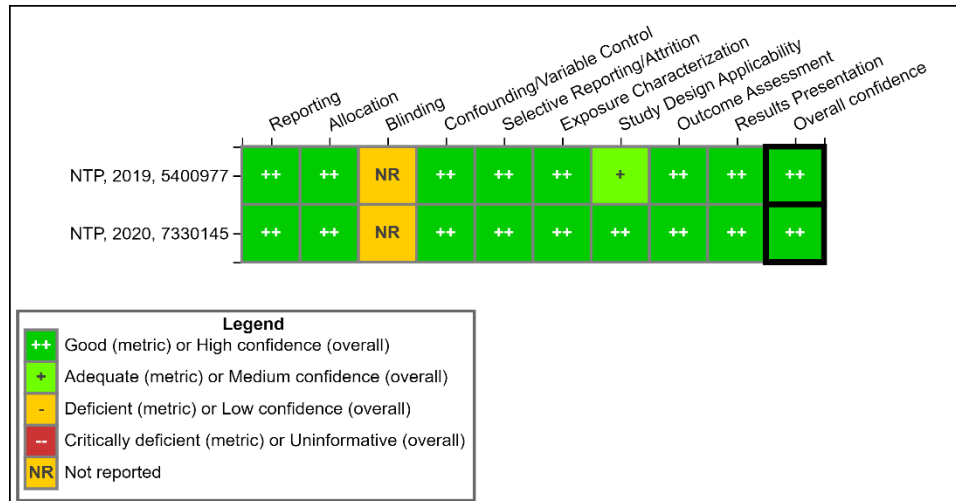 Reporting
Allocation
Blinding
Confounding/Variable Control
Selective Reporting/Attrition
Exposure Characterization
Study Design Applicability
Outcome Assessment
Results Presentation
Overall confidence
NTP, 2019, 5400977 ++ ++ NR ++ ++ ++ + ++ ++ ++
NTP, 2020, 7330145 ++ ++ NR ++ ++ ++ ++ ++ ++ ++
Legend
++ Good (metric) or High confidence (overall)
+ Adequate (metric) or Medium confidence (overall)
- Deficient (metric) or Low confidence (overall)
-- Critically deficient (metric) or Uninformative (overall)
NR Not reported